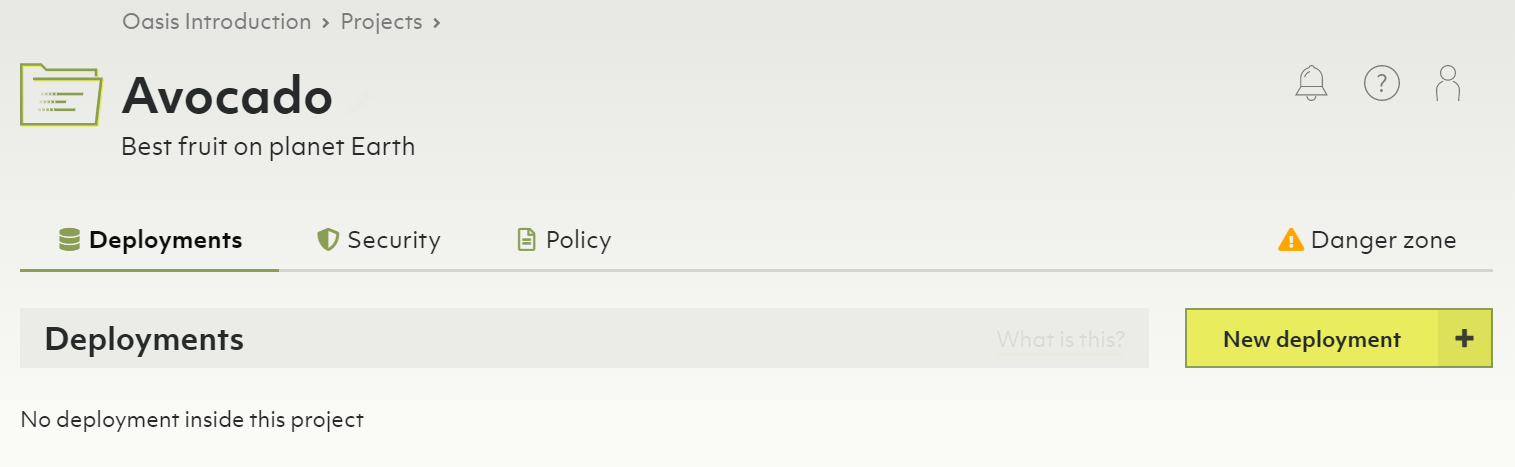 Oasis Introduction › Projects ›
Avocado
Best fruit on planet Earth
Deployments Security Policy Danger zone
Deployments What is this? New deployment +
No deployment inside this project